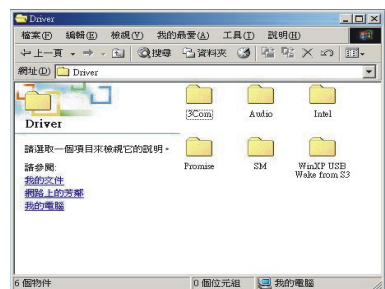 Driver
檔案(F) 編輯(E) 檢視(V) 我的最愛(A) 工具(T) 說明(H)
上一頁 搜尋 資料夾
網址(D) Driver
Driver
請選取一個項目來檢視它的說明。
請參閱:
我的文件
網路上的芳鄰
我的電腦
3Com Audio Intel
Promise SM WinXP USB
Wake from S3
6 個物件 0 個位元組 我的電腦